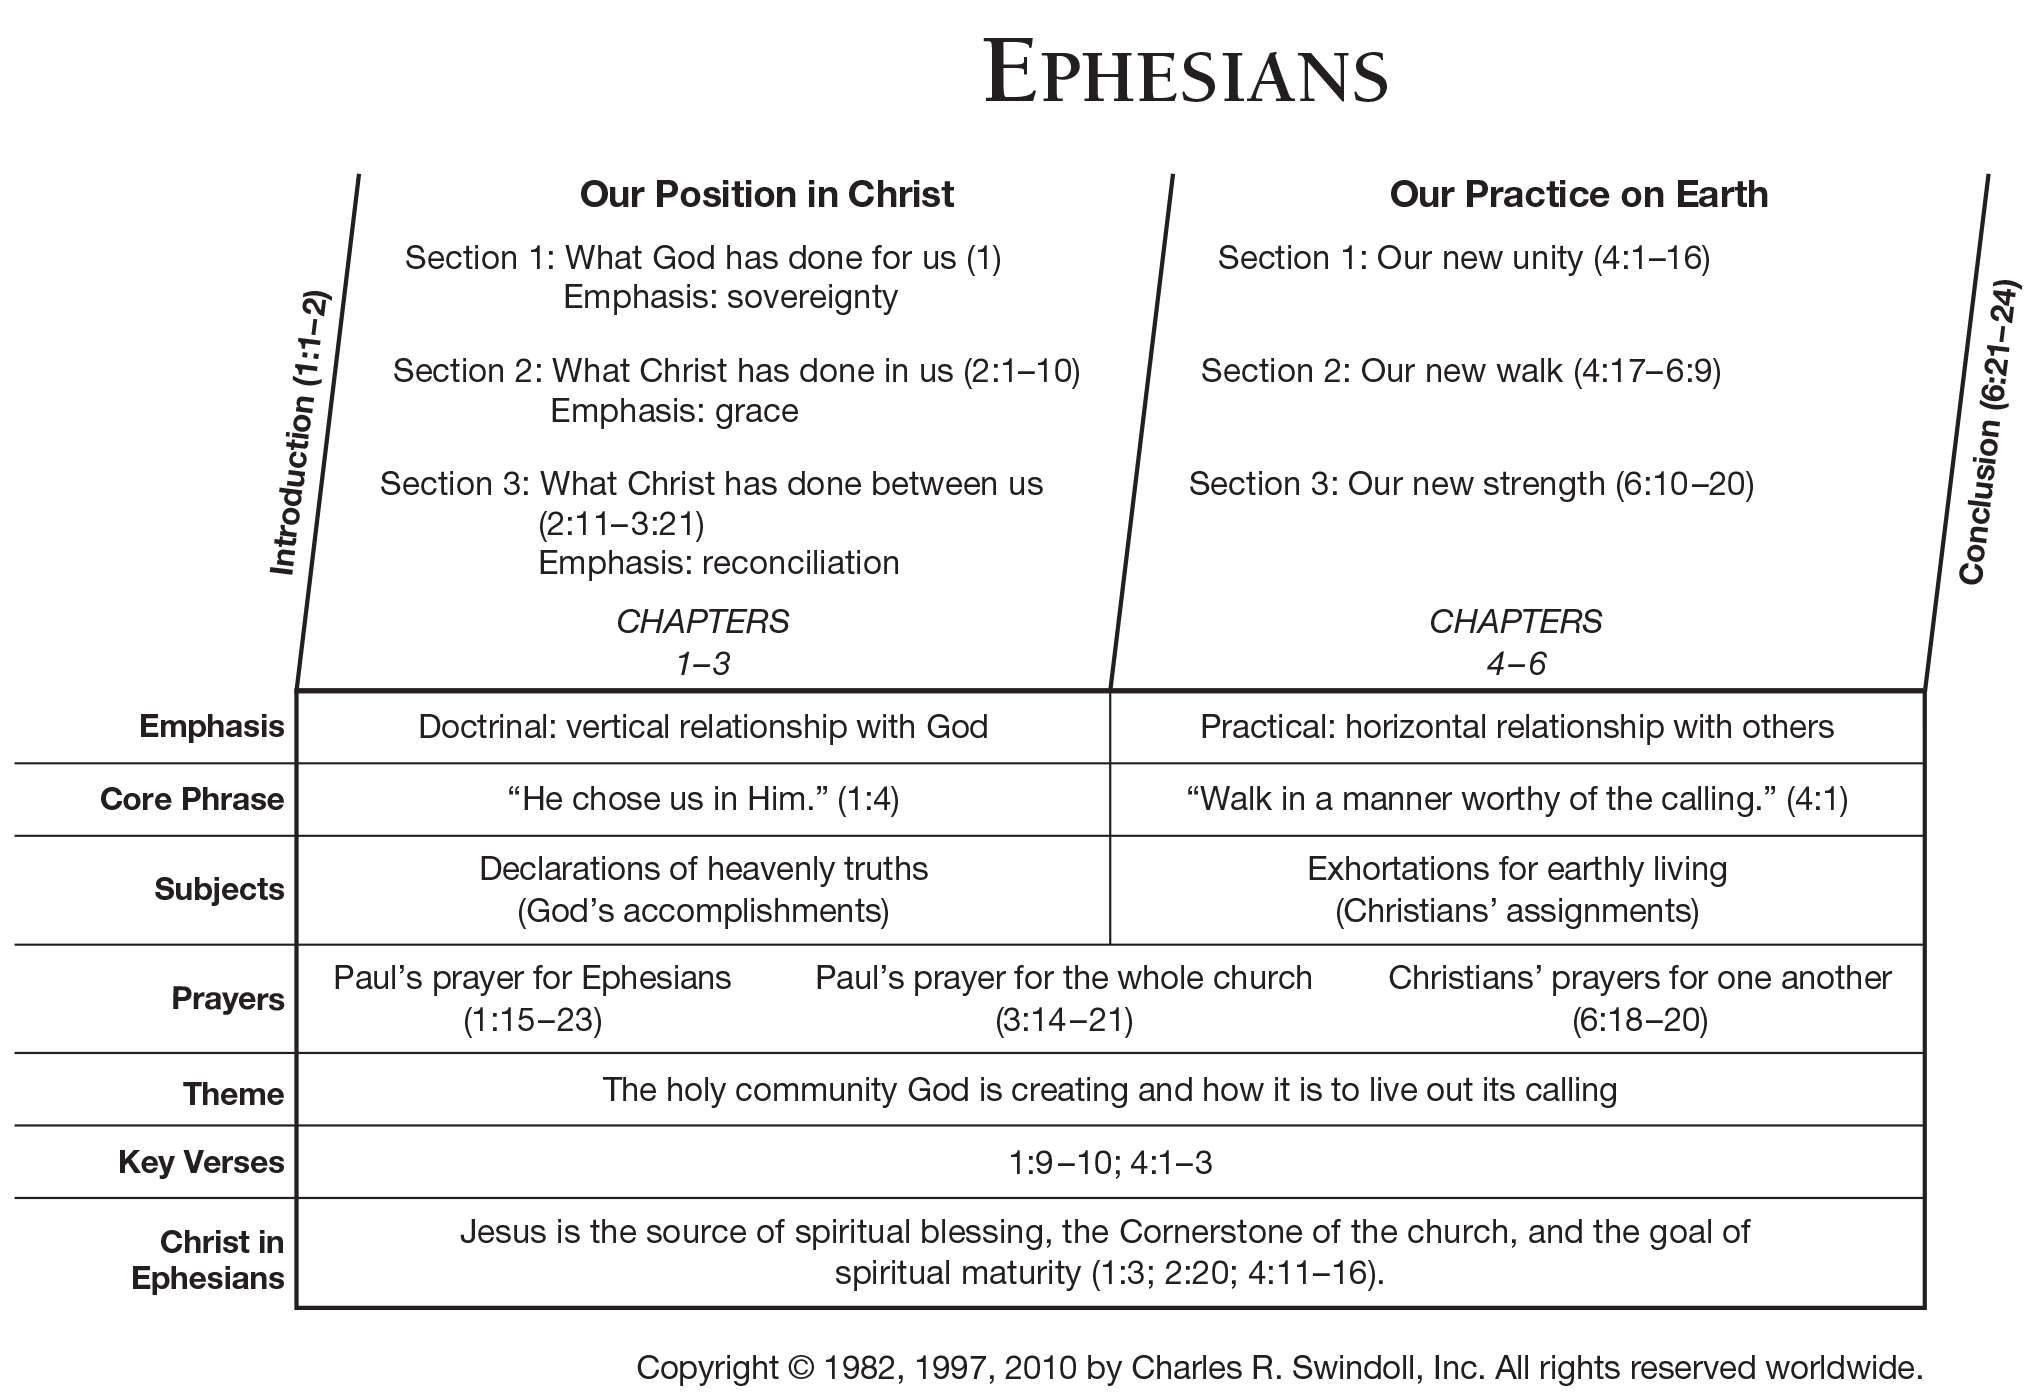 EPHESIANS
Introduction (1:1–2)
Our Position in Christ
Section 1: What God has done for us (1)
Emphasis: sovereignty
Section 2: What Christ has done in us (2:1–10)
Emphasis: grace
Section 3: What Christ has done between us
(2:11–3:21)
Emphasis: reconciliation
CHAPTERS
1–3
Our Practice on Earth
Section 1: Our new unity (4:1–16)
Section 2: Our new walk (4:17–6:9)
Section 3: Our new strength (6:10–20)
CHAPTERS
4–6
Conclusion (6:21–24)
Emphasis
Doctrinal: vertical relationship with God
Practical: horizontal relationship with others
Core Phrase
“He chose us in Him.” (1:4)
“Walk in a manner worthy of the calling.” (4:1)
Subjects
Declarations of heavenly truths
(God’s accomplishments)
Exhortations for earthly living
(Christians’ assignments)
Prayers
Paul’s prayer for Ephesians
(1:15–23)
Paul’s prayer for the whole church
(3:14–21)
Christians’ prayers for one another
(6:18–20)
Theme
The holy community God is creating and how it is to live out its calling
Key Verses
1:9–10; 4:1–3
Christ in
Ephesians
Jesus is the source of spiritual blessing, the Cornerstone of the church, and the goal of
spiritual maturity (1:3; 2:20; 4:11–16).
Copyright © 1982, 1997, 2010 by Charles R. Swindoll, Inc. All rights reserved worldwide.